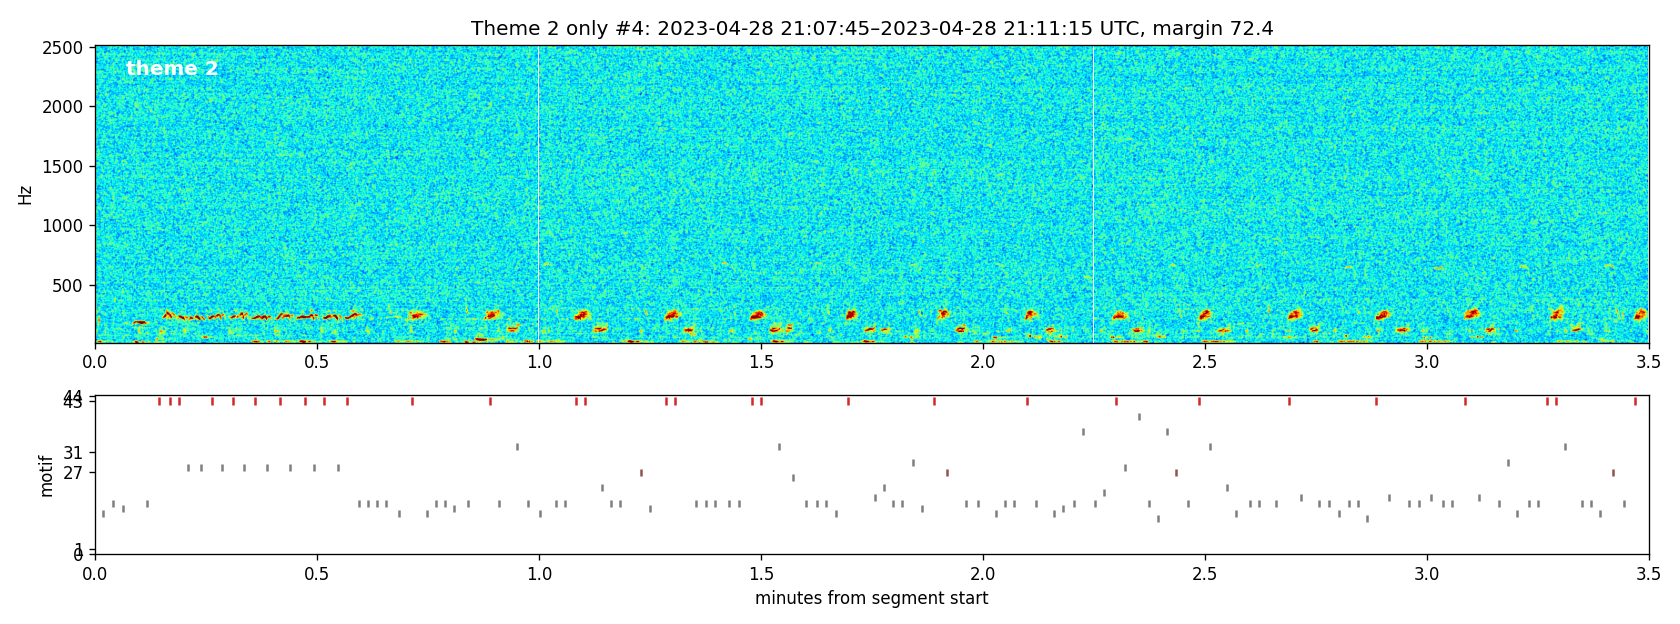 Theme 2 only #4: 2023-04-28 21:07:45–2023-04-28 21:11:15 UTC, margin 72.4
theme 2
Hz
2500
2000
1500
1000
500
0.0 0.5 1.0 1.5 2.0 2.5 3.0 3.5
motif
44
43
31
27
1
0
0.0 0.5 1.0 1.5 2.0 2.5 3.0 3.5
minutes from segment start